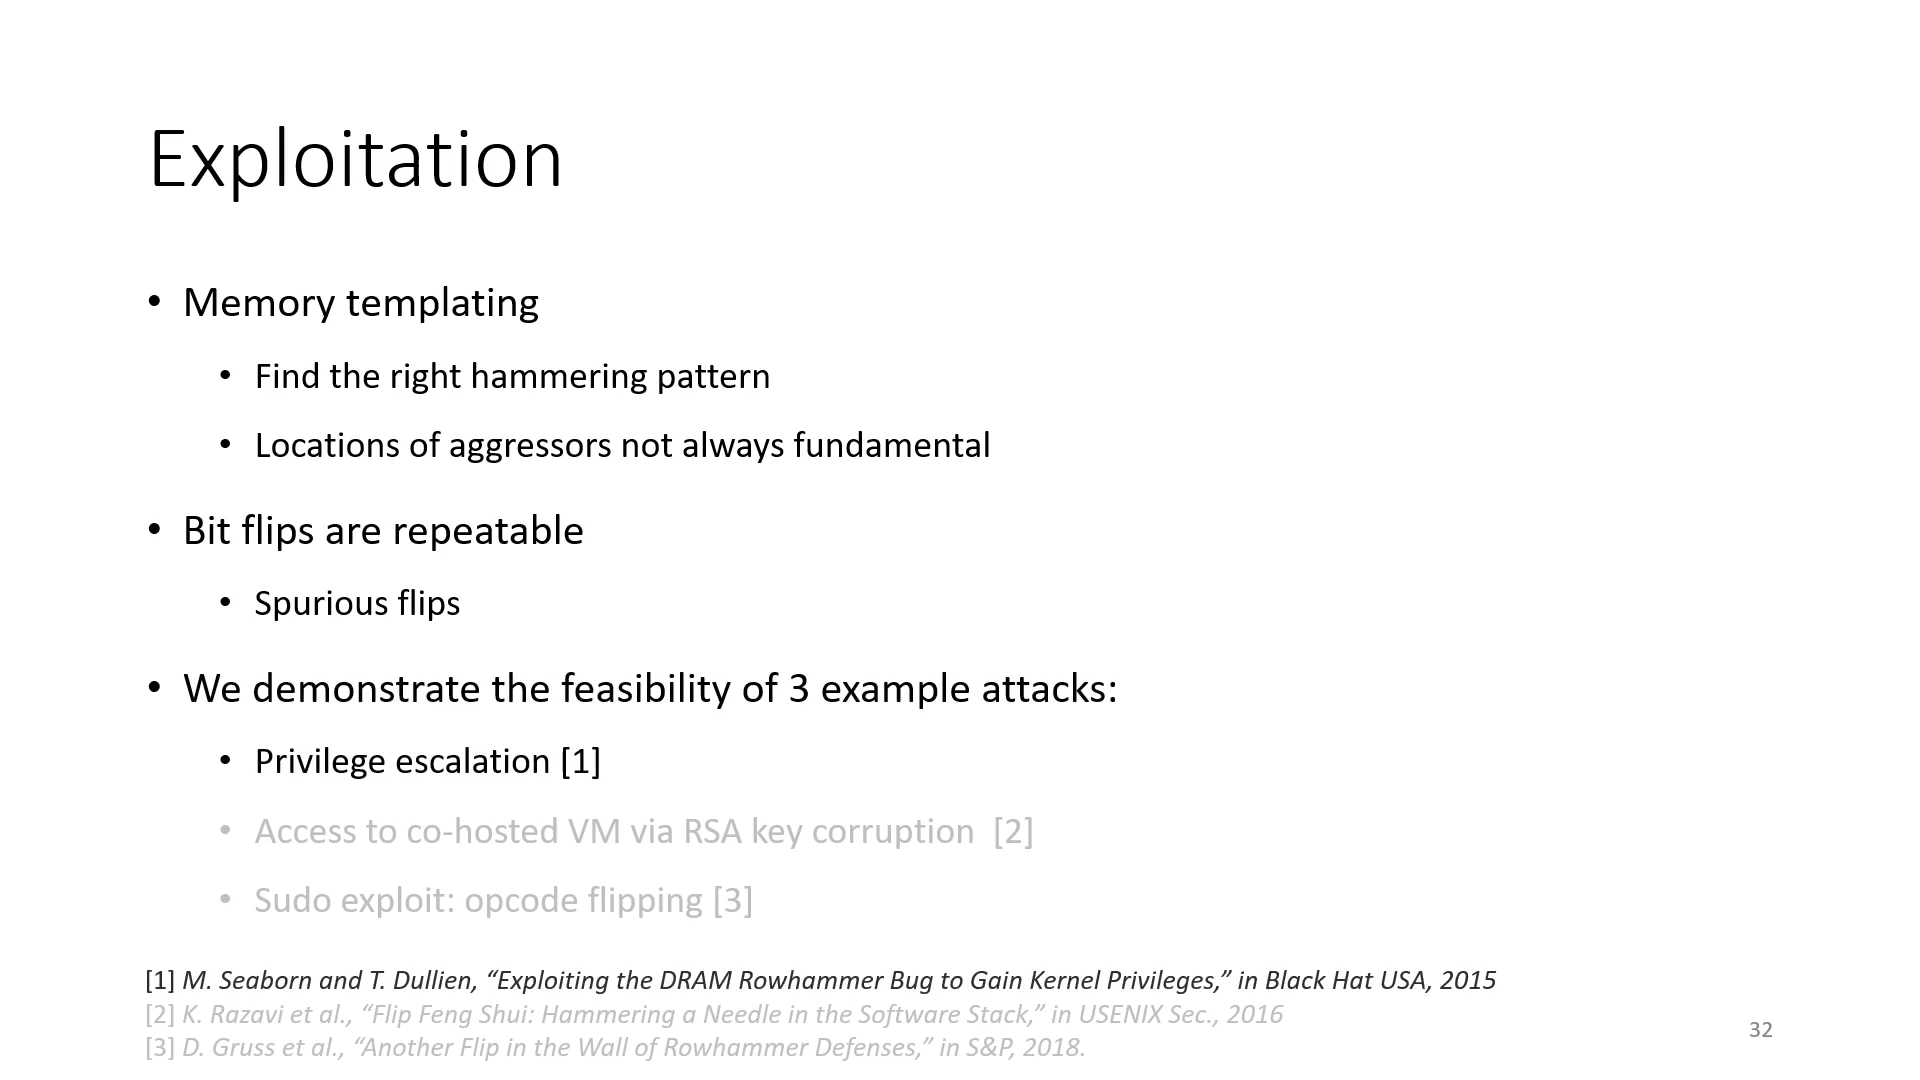 Exploitation
• Memory templating
• Find the right hammering pattern
• Locations of aggressors not always fundamental
• Bit flips are repeatable
• Spurious flips
• We demonstrate the feasibility of 3 example attacks:
• Privilege escalation [1]
• Access to co-hosted VM via RSA key corruption  [2]
• Sudo exploit: opcode flipping [3]
[1] M. Seaborn and T. Dullien, “Exploiting the DRAM Rowhammer Bug to Gain Kernel Privileges,” in Black Hat USA, 2015
[2] K. Razavi et al., “Flip Feng Shui: Hammering a Needle in the Software Stack,” in USENIX Sec., 2016
[3] D. Gruss et al., “Another Flip in the Wall of Rowhammer Defenses,” in S&P, 2018.
32